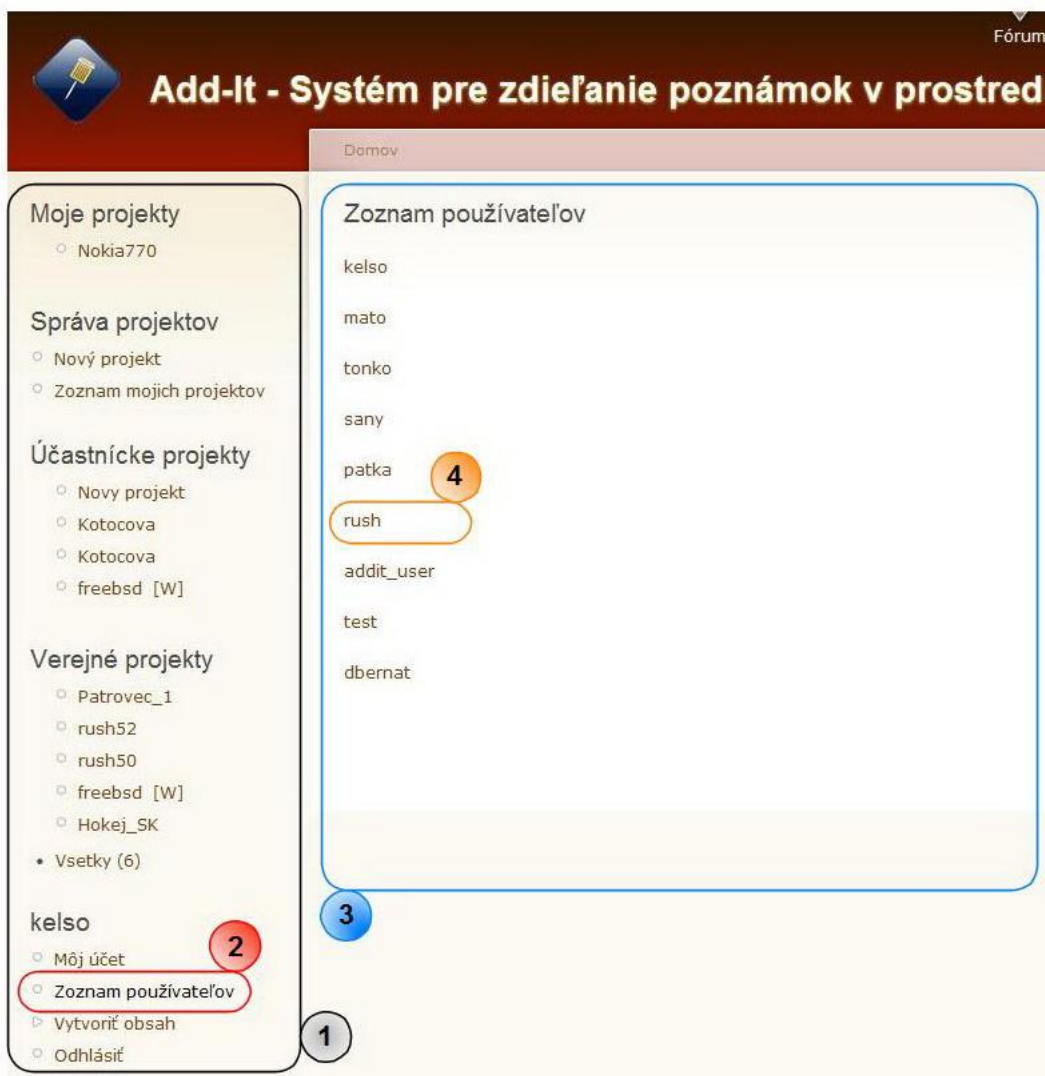 Fórum
Add-It - Systém pre zdieľanie poznámok v prostred
Domov
Moje projekty
Nokia770
Správa projektov
Nový projekt
Zoznam mojich projektov
Účastnícke projekty
Novy projekt
Kotocova
Kotocova
freebsd [W]
Verejné projekty
Patrovec_1
rush52
rush50
freebsd [W]
Hokej_SK
Vsetky (6)
kelso
2
Môj účet
Zoznam používateľov
Vytvoriť obsah
1
Odhlásiť
Zoznam používateľov
kelso
mato
tonko
sany
patka
4
rush
addit_user
test
dbernat
3